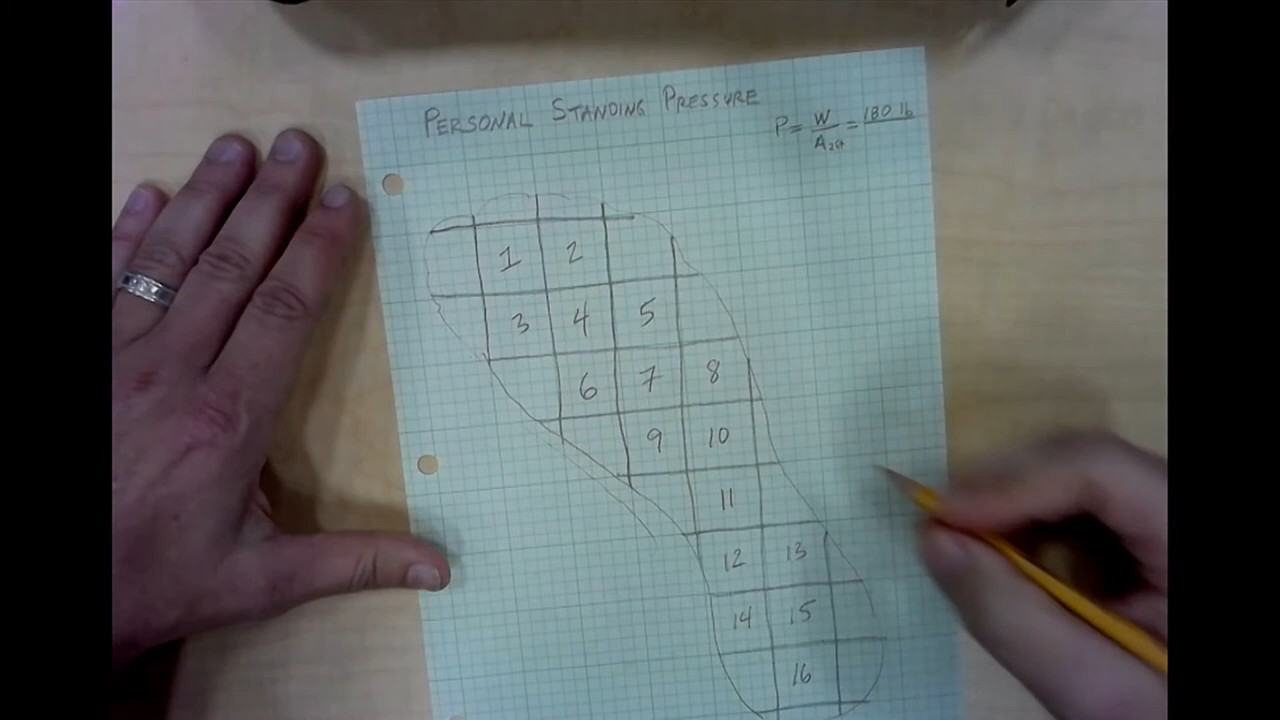 PERSONAL STANDING PRESSURE
P = W / A2ft = 180 lb
1 2
3 4 5
6 7 8
9 10
11
12 13
14 15
16